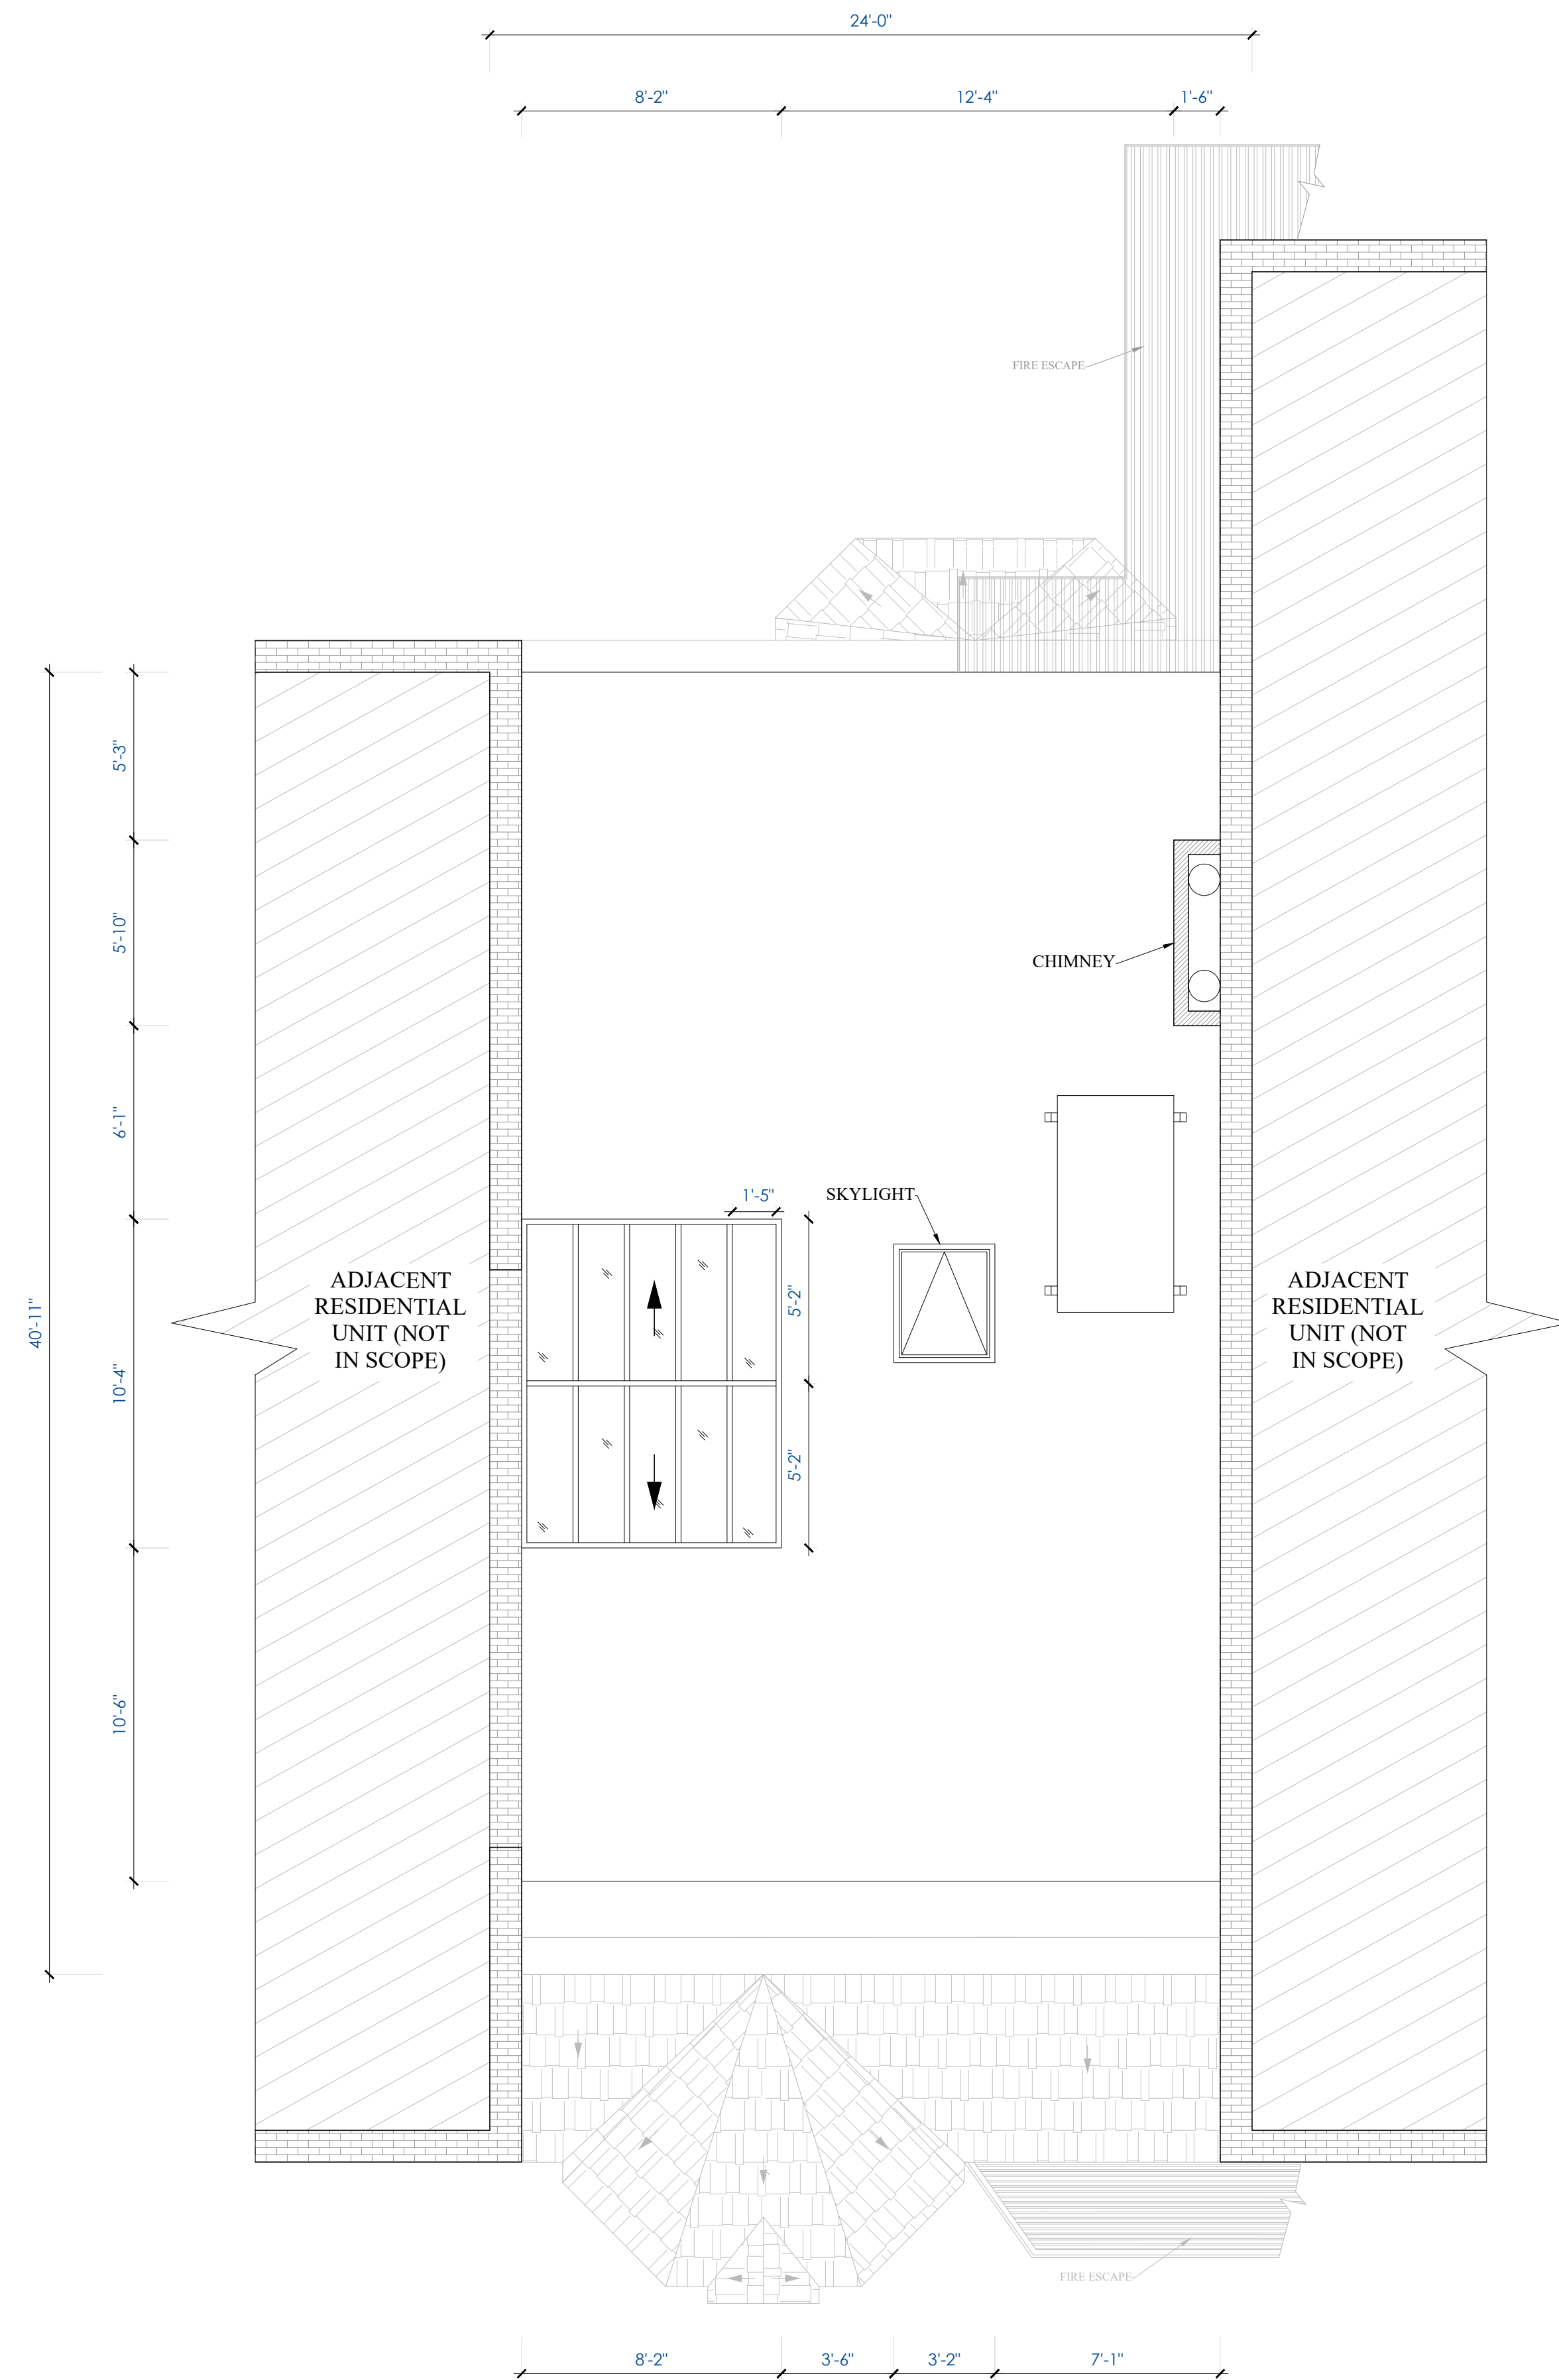 24'-0"
8'-2"
12'-4"
1'-6"
FIRE ESCAPE
5'-3"
5'-10"
CHIMNEY
6'-1"
1'-5"
SKYLIGHT
ADJACENT
RESIDENTIAL
UNIT (NOT
IN SCOPE)
5'-2"
ADJACENT
RESIDENTIAL
UNIT (NOT
IN SCOPE)
40'-11"
10'-4"
5'-2"
10'-6"
FIRE ESCAPE
8'-2"
3'-6"
3'-2"
7'-1"